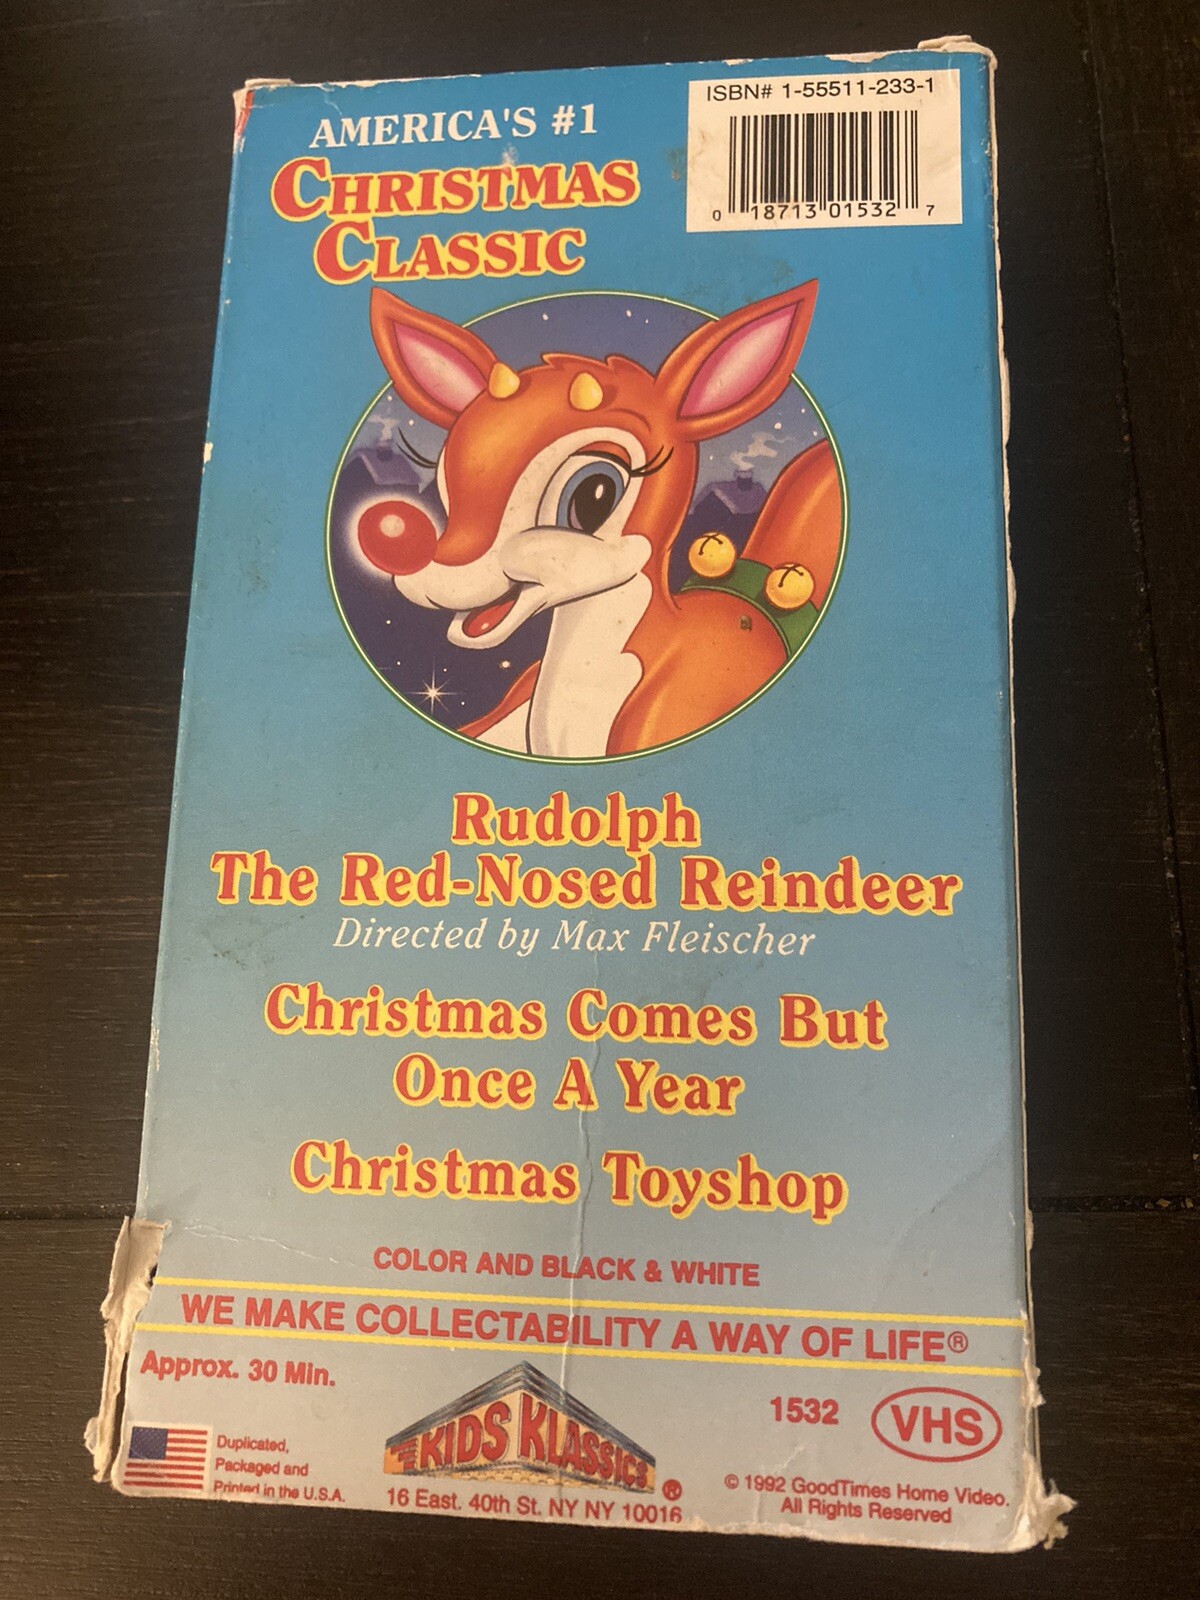 AMERICA'S #1
CHRISTMAS
CLASSIC
ISBN# 1-55511-233-1
0 18713 01532 7
Rudolph
The Red-Nosed Reindeer
Directed by Max Fleischer
Christmas Comes But
Once A Year
Christmas Toyshop
COLOR AND BLACK & WHITE
WE MAKE COLLECTABILITY A WAY OF LIFE®
Approx. 30 Min.
Duplicated,
Packaged and
Printed in the U.S.A.
THE KIDS KLASSICS ®
16 East. 40th St. NY NY 10016
1532 VHS
© 1992 GoodTimes Home Video.
All Rights Reserved